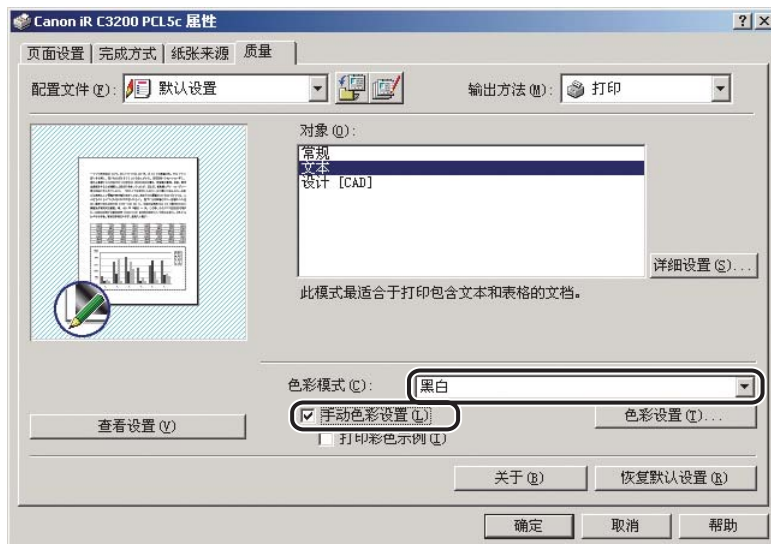 Canon iR C3200 PCL5c 属性
页面设置 完成方式 纸张来源 质量
配置文件(F): 默认设置 输出方法(M): 打印
对象(O):
常规
文本
设计 [CAD]
详细设置(S)...
此模式最适合于打印包含文本和表格的文档。
色彩模式(C): 黑白
手动色彩设置(L) 色彩设置(T)...
查看设置(V)
打印彩色示例(I)
关于(B) 恢复默认设置(R)
确定 取消 帮助